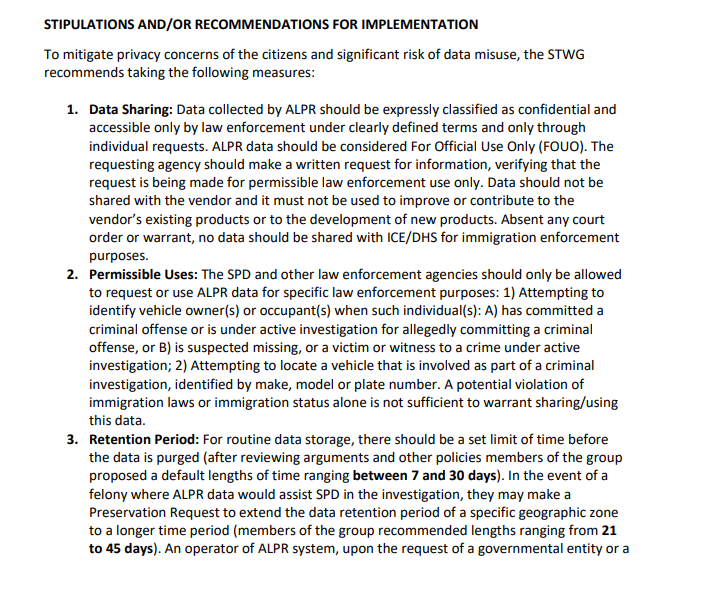 STIPULATIONS AND/OR RECOMMENDATIONS FOR IMPLEMENTATION
To mitigate privacy concerns of the citizens and significant risk of data misuse, the STWG
recommends taking the following measures:
1. Data Sharing: Data collected by ALPR should be expressly classified as confidential and
accessible only by law enforcement under clearly defined terms and only through
individual requests. ALPR data should be considered For Official Use Only (FOUO). The
requesting agency should make a written request for information, verifying that the
request is being made for permissible law enforcement use only. Data should not be
shared with the vendor and it must not be used to improve or contribute to the
vendor's existing products or to the development of new products. Absent any court
order or warrant, no data should be shared with ICE/DHS for immigration enforcement
purposes.
2. Permissible Uses: The SPD and other law enforcement agencies should only be allowed
to request or use ALPR data for specific law enforcement purposes: 1) Attempting to
identify vehicle owner(s) or occupant(s) when such individual(s): A) has committed a
criminal offense or is under active investigation for allegedly committing a criminal
offense, or B) is suspected missing, or a victim or witness to a crime under active
investigation; 2) Attempting to locate a vehicle that is involved as part of a criminal
investigation, identified by make, model or plate number. A potential violation of
immigration laws or immigration status alone is not sufficient to warrant sharing/using
this data.
3. Retention Period: For routine data storage, there should be a set limit of time before
the data is purged (after reviewing arguments and other policies members of the group
proposed a default lengths of time ranging between 7 and 30 days). In the event of a
felony where ALPR data would assist SPD in the investigation, they may make a
Preservation Request to extend the data retention period of a specific geographic zone
to a longer time period (members of the group recommended lengths ranging from 21
to 45 days). An operator of ALPR system, upon the request of a governmental entity or a